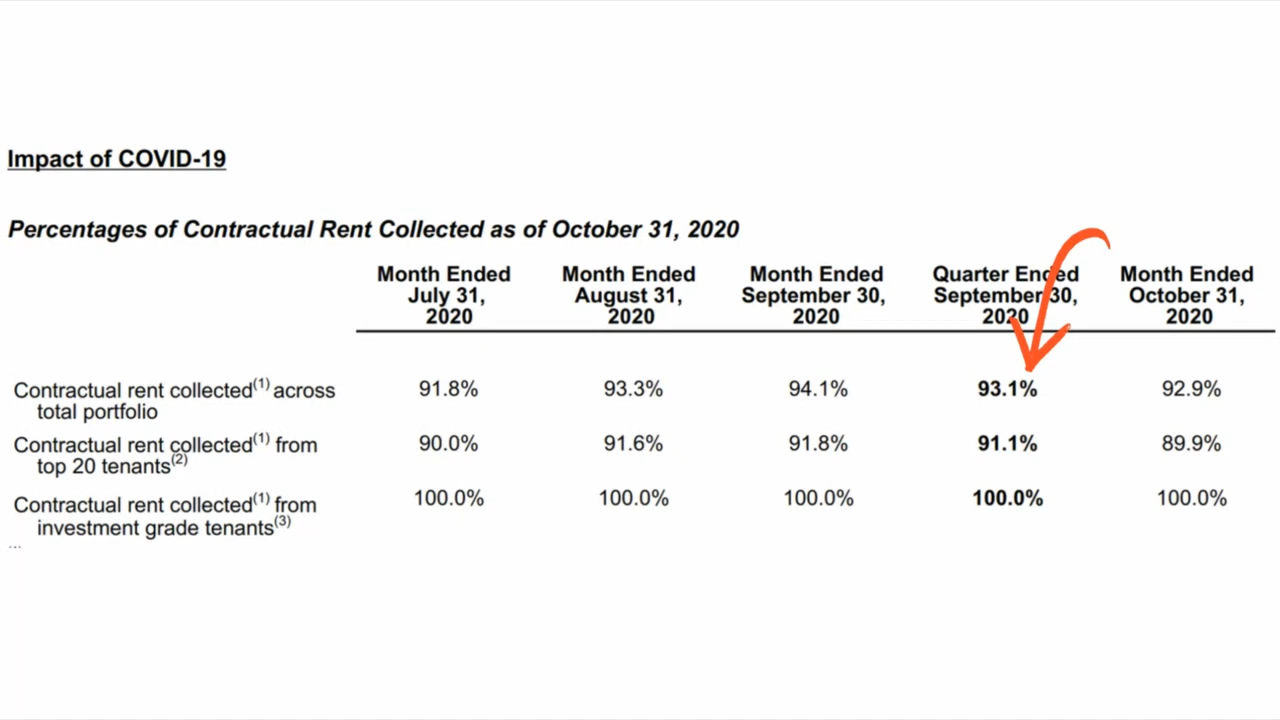 Impact of COVID-19
Percentages of Contractual Rent Collected as of October 31, 2020
Month Ended July 31, 2020
Month Ended August 31, 2020
Month Ended September 30, 2020
Quarter Ended September 30, 2020
Month Ended October 31, 2020
Contractual rent collected(1) across total portfolio 91.8% 93.3% 94.1% 93.1% 92.9%
Contractual rent collected(1) from top 20 tenants(2) 90.0% 91.6% 91.8% 91.1% 89.9%
Contractual rent collected(1) from investment grade tenants(3) 100.0% 100.0% 100.0% 100.0% 100.0%
...